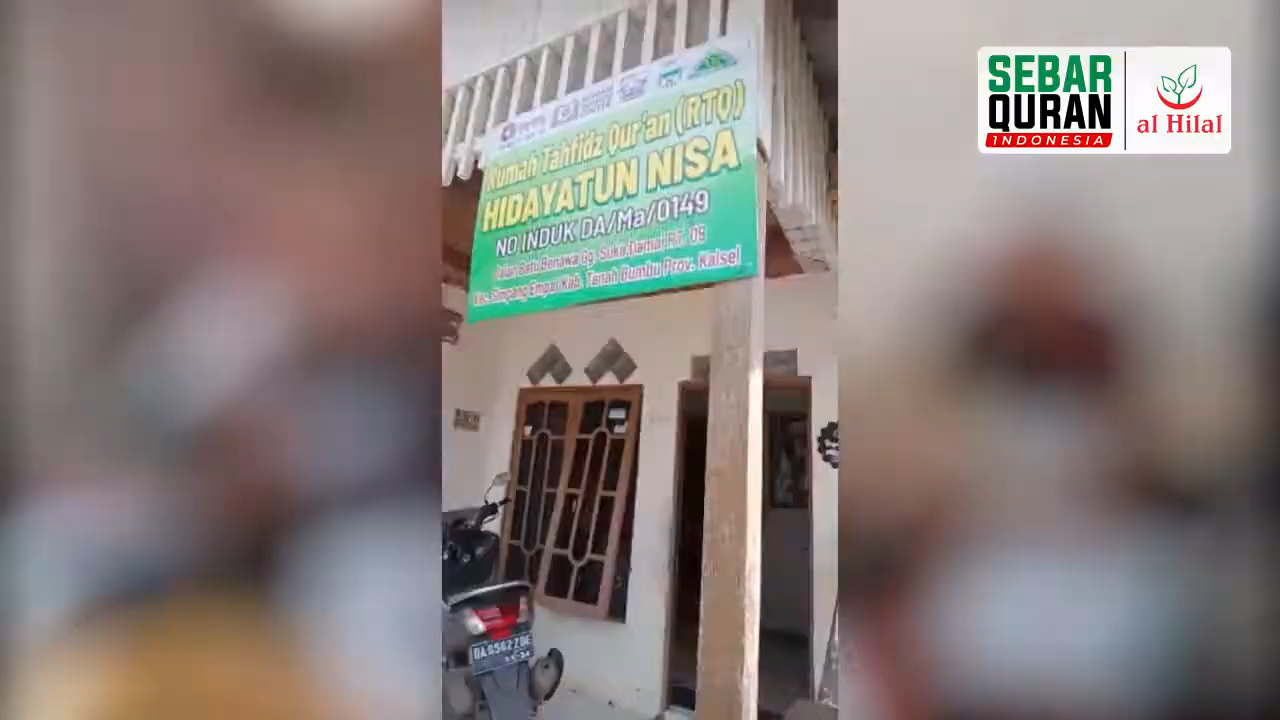 SEBAR
QURAN
INDONESIA
al Hilal
Rumah Tahfidz Qur'an (RTQ)
HIDAYATUN NISA
NO INDUK DA/Ma/0149
Jalan Batu Benawa Gg. Suka Damai RT. 09
Kec. Simpang Empat Kab. Tanah Bumbu Prov. Kalsel